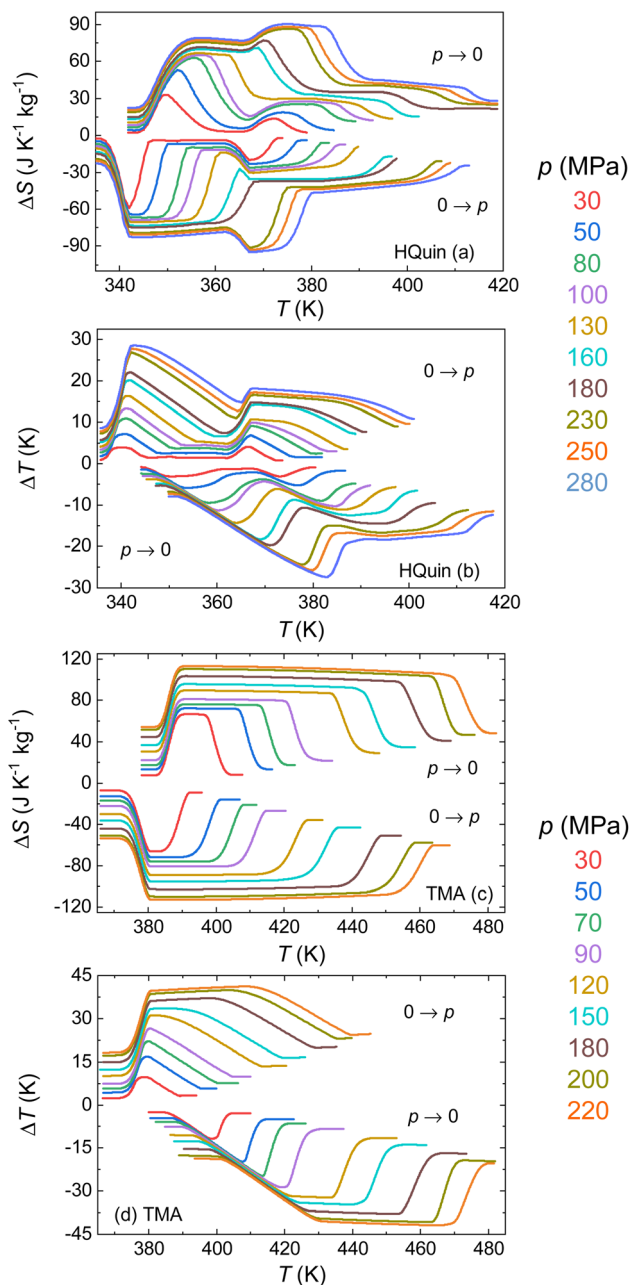 90
60
30
0
-30
-60
-90
ΔS (J K⁻¹ kg⁻¹)
p → 0
0 → p
HQuin (a)
340 360 380 400 420
T (K)
30
20
10
0
-10
-20
-30
ΔT (K)
0 → p
p → 0
HQuin (b)
340 360 380 400 420
T (K)
p (MPa)
30
50
80
100
130
160
180
230
250
280
120
80
40
0
-40
-80
-120
ΔS (J K⁻¹ kg⁻¹)
p → 0
0 → p
TMA (c)
380 400 420 440 460 480
T (K)
45
30
15
0
-15
-30
-45
ΔT (K)
0 → p
p → 0
(d) TMA
380 400 420 440 460 480
T (K)
p (MPa)
30
50
70
90
120
150
180
200
220